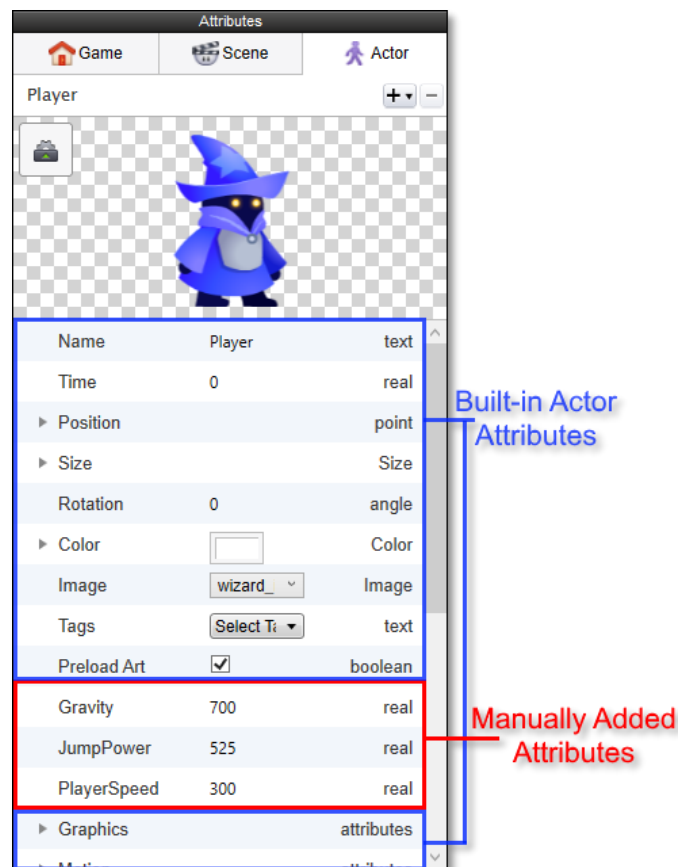 Attributes
Game Scene Actor
Player
Name Player text
Time 0 real
Position point
Size Size
Rotation 0 angle
Color Color
Image wizard_ Image
Tags Select Ta text
Preload Art boolean
Gravity 700 real
JumpPower 525 real
PlayerSpeed 300 real
Graphics attributes
Built-in Actor
Attributes
Manually Added
Attributes